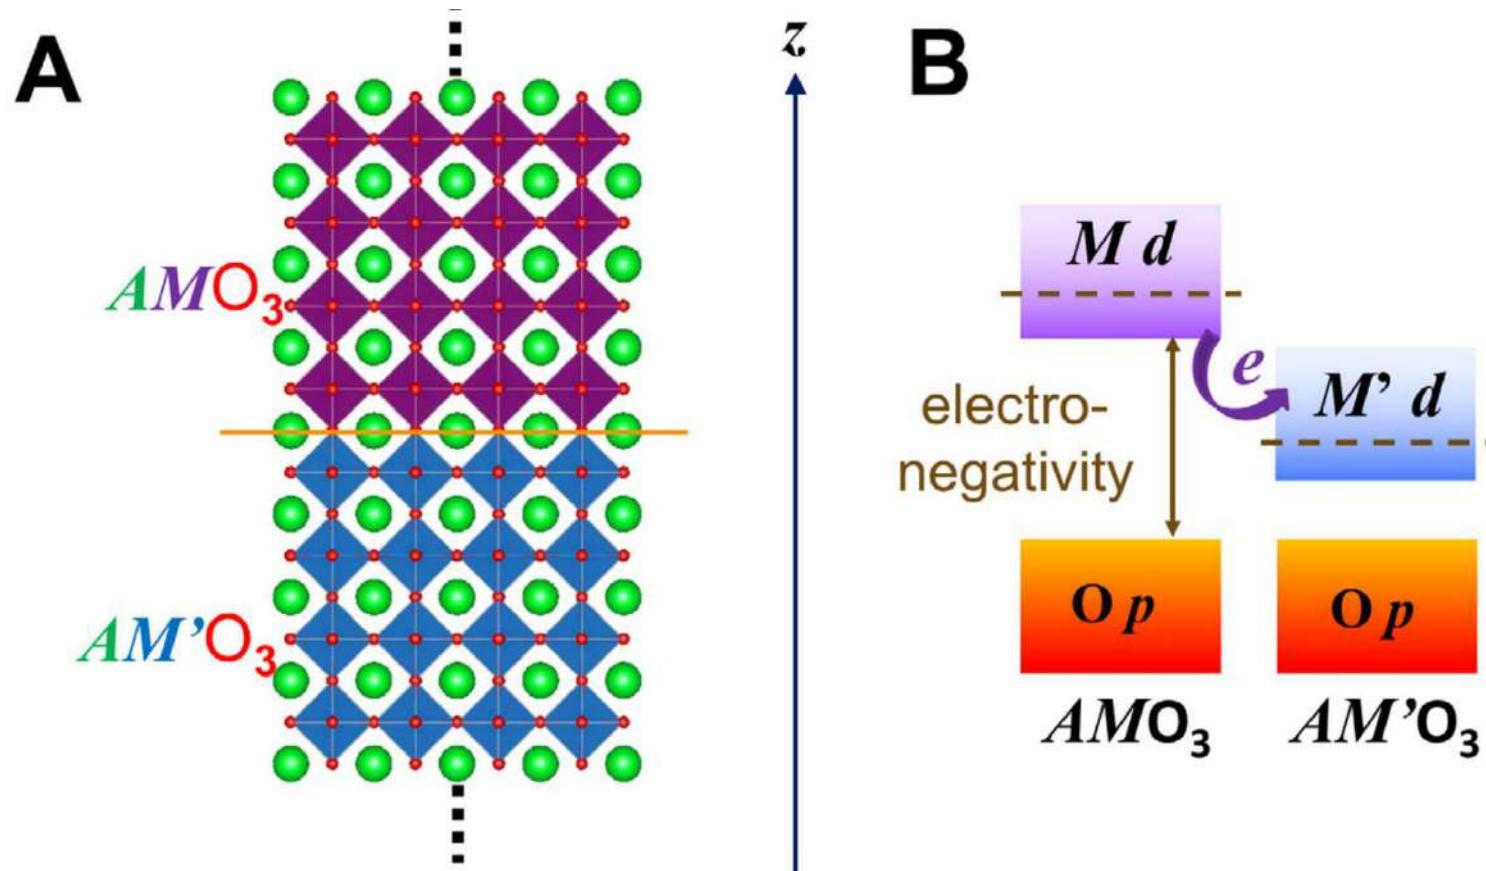 A
z
B
AMO₃
AM’O₃
M d
e
M’ d
electro-
negativity
O p
O p
AMO₃
AM’O₃